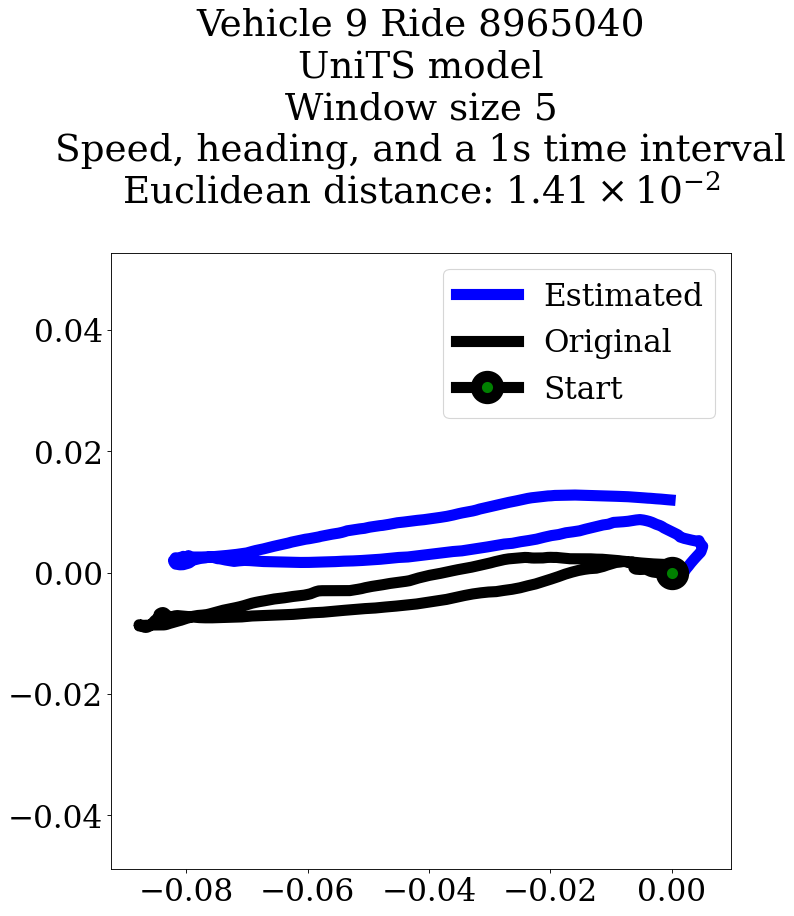 Vehicle 9 Ride 8965040
UniTS model
Window size 5
Speed, heading, and a 1s time interval
Euclidean distance: 1.41 × 10⁻²
Estimated
Original
Start
0.04
0.02
0.00
−0.02
−0.04
−0.08 −0.06 −0.04 −0.02 0.00